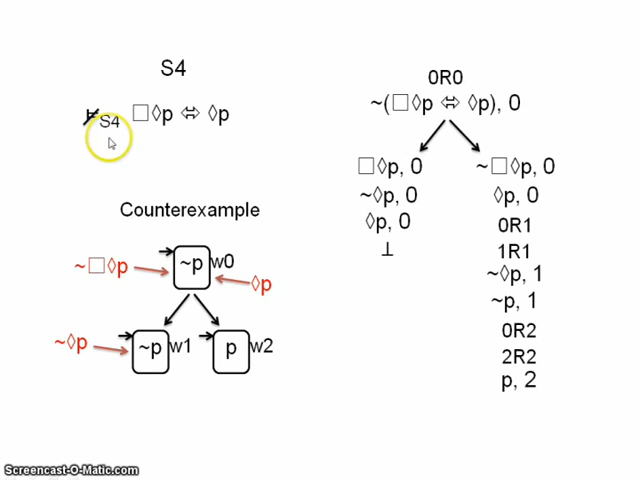 S4
⊭ S4 □◊p ⇔ ◊p
Counterexample
~□◊p
~p w0
◊p
~◊p
~p w1
p w2
0R0
~(□◊p ⇔ ◊p), 0
□◊p, 0
~◊p, 0
◊p, 0
⊥
~□◊p, 0
◊p, 0
0R1
1R1
~◊p, 1
~p, 1
0R2
2R2
p, 2
Screencast-O-Matic.com